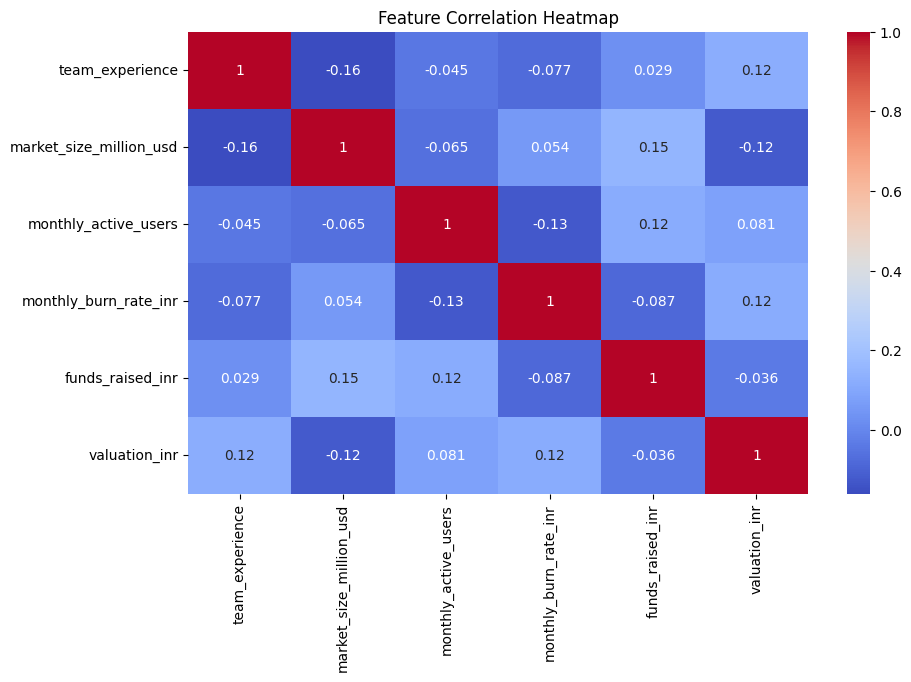 Feature Correlation Heatmap
team_experience 1 -0.16 -0.045 -0.077 0.029 0.12
market_size_million_usd -0.16 1 -0.065 0.054 0.15 -0.12
monthly_active_users -0.045 -0.065 1 -0.13 0.12 0.081
monthly_burn_rate_inr -0.077 0.054 -0.13 1 -0.087 0.12
funds_raised_inr 0.029 0.15 0.12 -0.087 1 -0.036
valuation_inr 0.12 -0.12 0.081 0.12 -0.036 1
team_experience
market_size_million_usd
monthly_active_users
monthly_burn_rate_inr
funds_raised_inr
valuation_inr
1.0
0.8
0.6
0.4
0.2
0.0